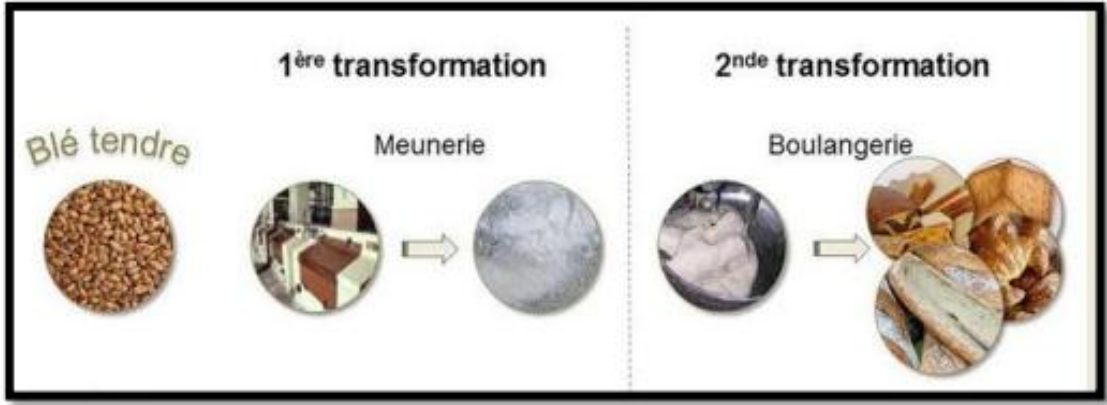 1ère transformation
2nde transformation
Blé tendre
Meunerie
Boulangerie